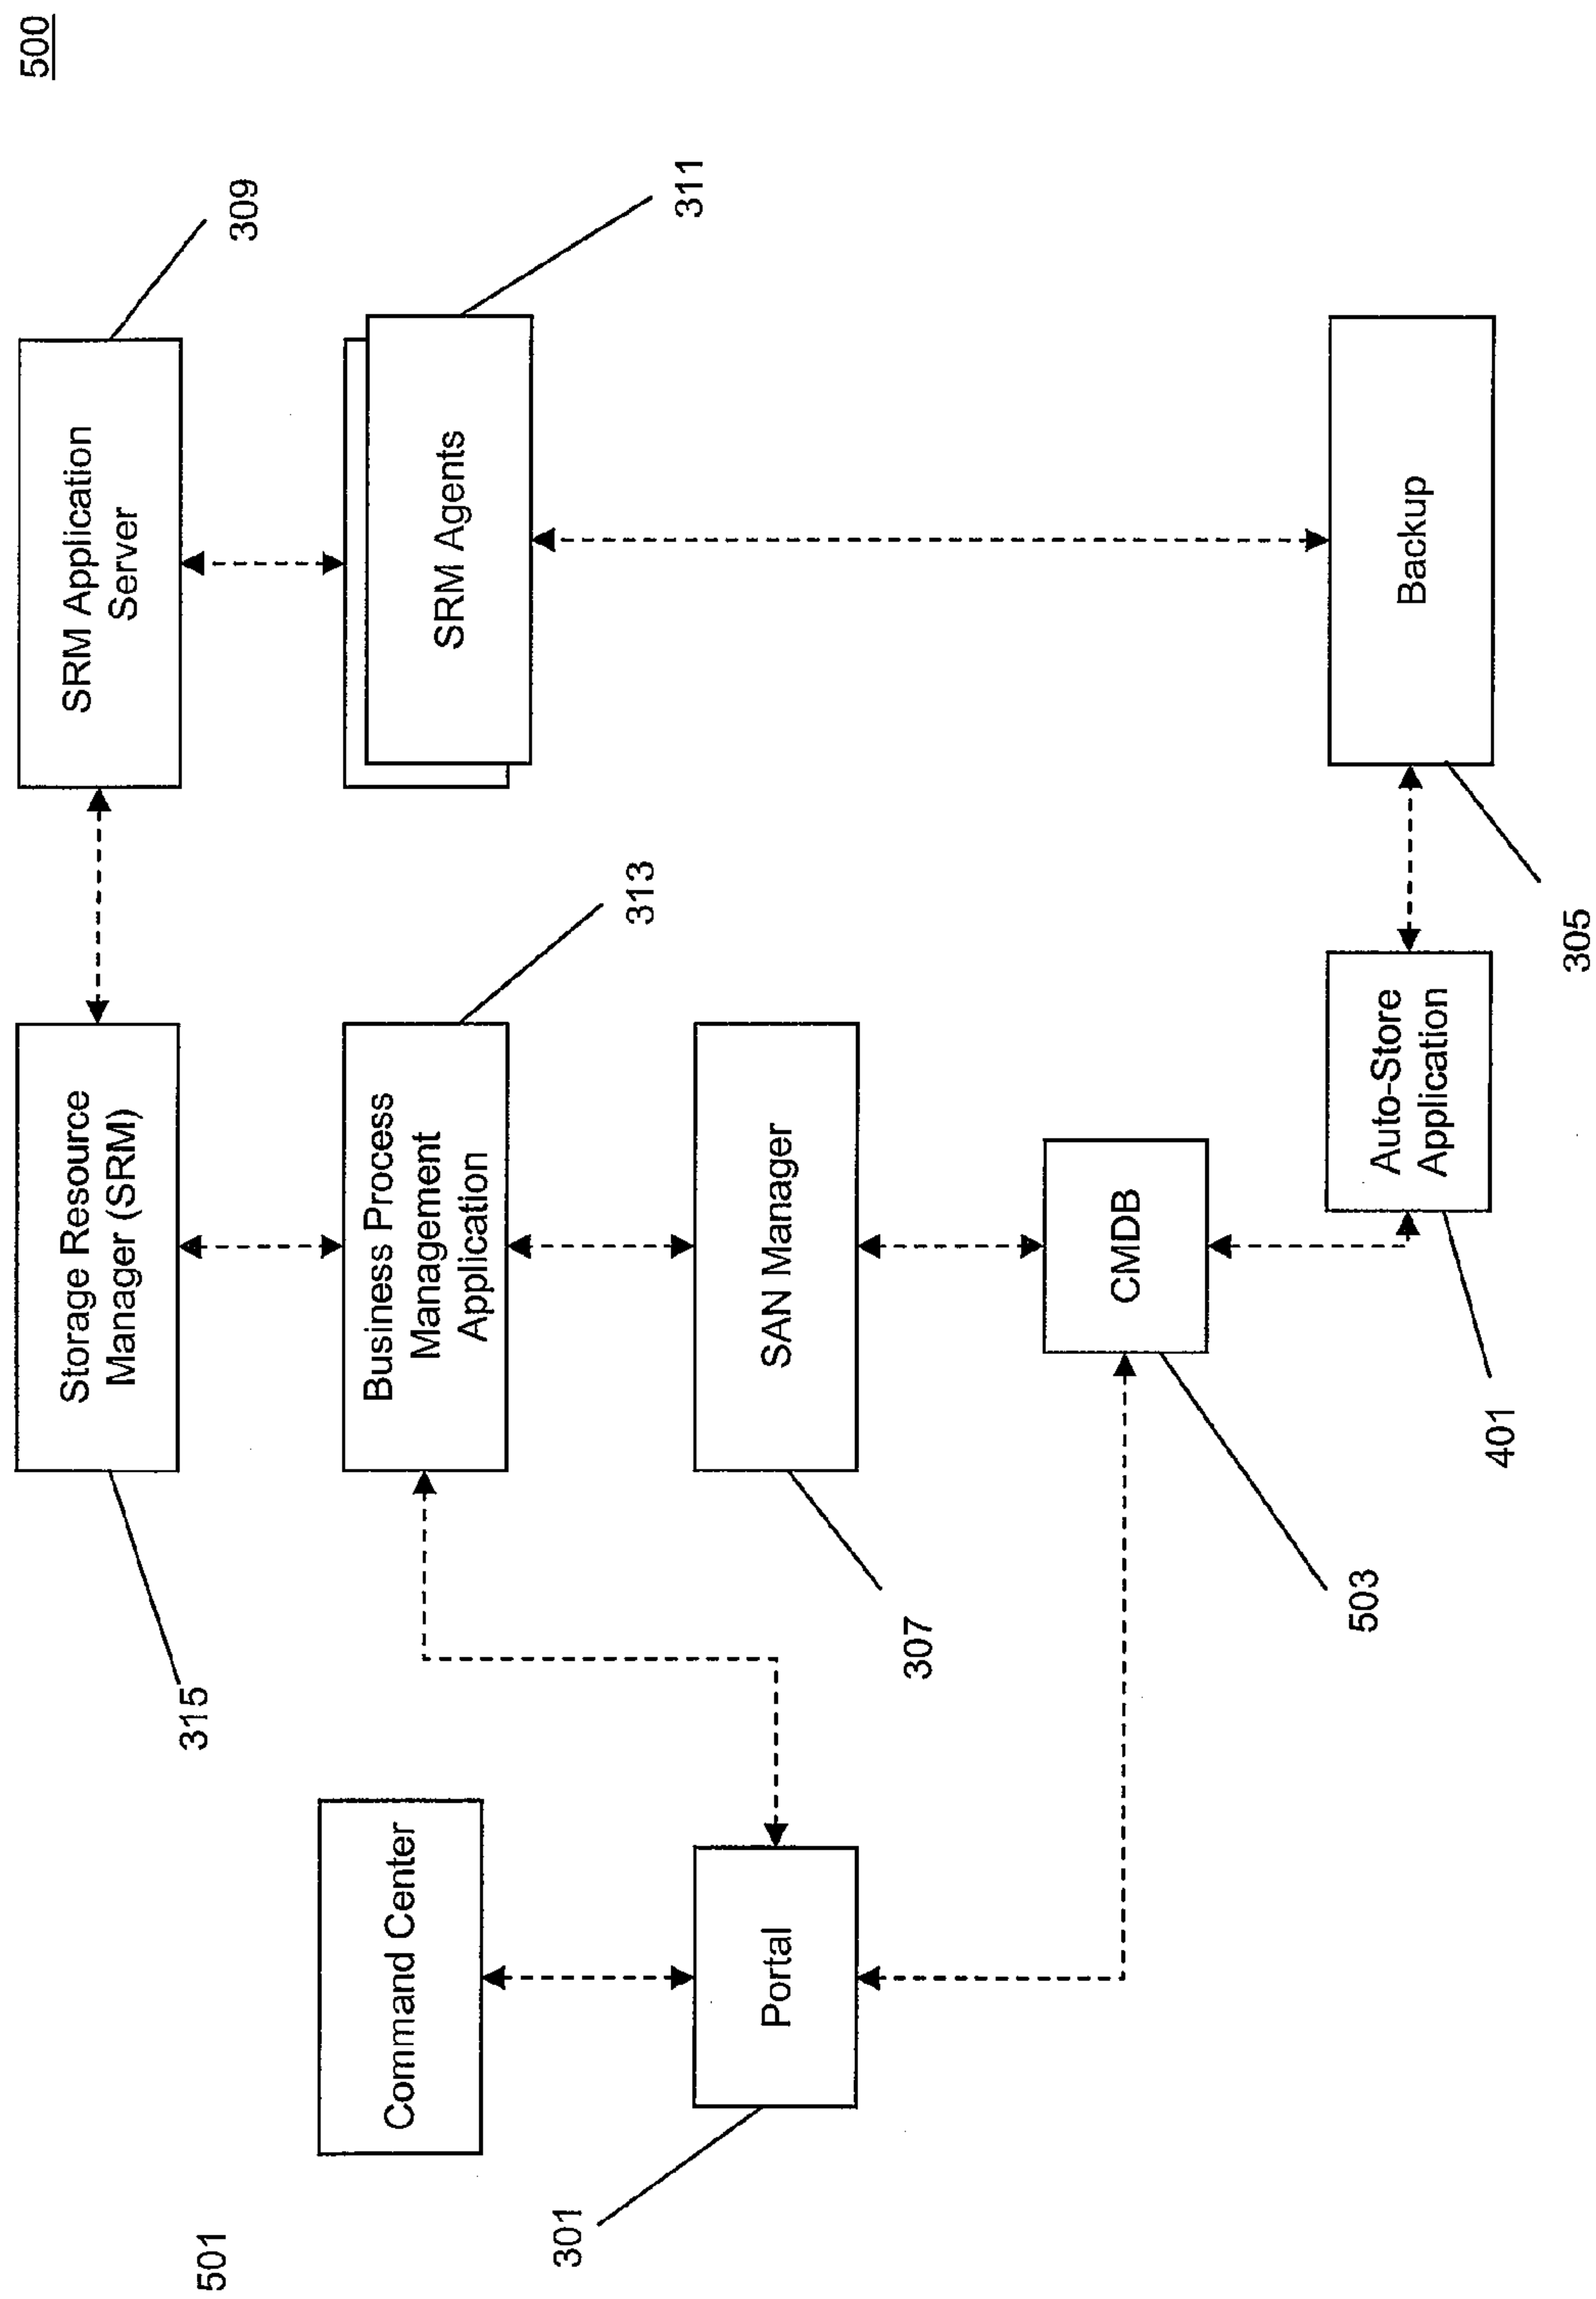 500
309
311
SRM Application
Server
SRM Agents
Backup
305
313
Storage Resource
Manager (SRM)
Business Process
Management
Application
SAN Manager
CMDB
Auto-Store
Application
401
503
307
315
Command Center
Portal
301
501